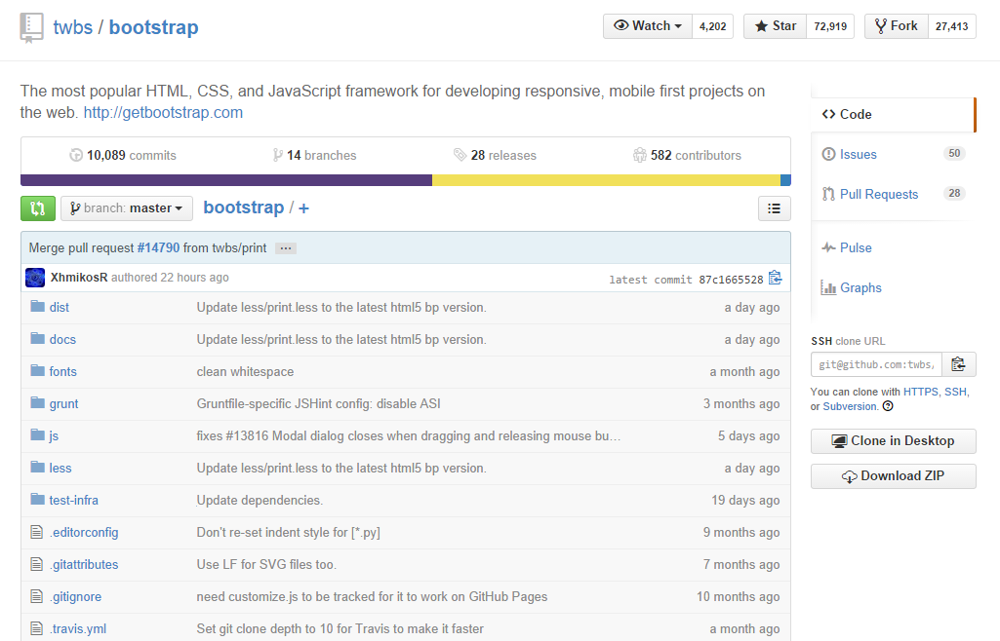 twbs / bootstrap
Watch 4,202 Star 72,919 Fork 27,413
The most popular HTML, CSS, and JavaScript framework for developing responsive, mobile first projects on
the web. http://getbootstrap.com
10,089 commits 14 branches 28 releases 582 contributors
branch: master bootstrap / +
Merge pull request #14790 from twbs/print ...
XhmikosR authored 22 hours ago latest commit 87c1665528
dist Update less/print.less to the latest html5 bp version. a day ago
docs Update less/print.less to the latest html5 bp version. a day ago
fonts clean whitespace a month ago
grunt Gruntfile-specific JSHint config: disable ASI 3 months ago
js fixes #13816 Modal dialog closes when dragging and releasing mouse bu… 5 days ago
less Update less/print.less to the latest html5 bp version. a day ago
test-infra Update dependencies. 19 days ago
.editorconfig Don't re-set indent style for [*.py] 9 months ago
.gitattributes Use LF for SVG files too. 7 months ago
.gitignore need customize.js to be tracked for it to work on GitHub Pages 10 months ago
.travis.yml Set git clone depth to 10 for Travis to make it faster a month ago
Code
Issues 50
Pull Requests 28
Pulse
Graphs
SSH clone URL
git@github.com:twbs,
You can clone with HTTPS, SSH,
or Subversion.
Clone in Desktop
Download ZIP